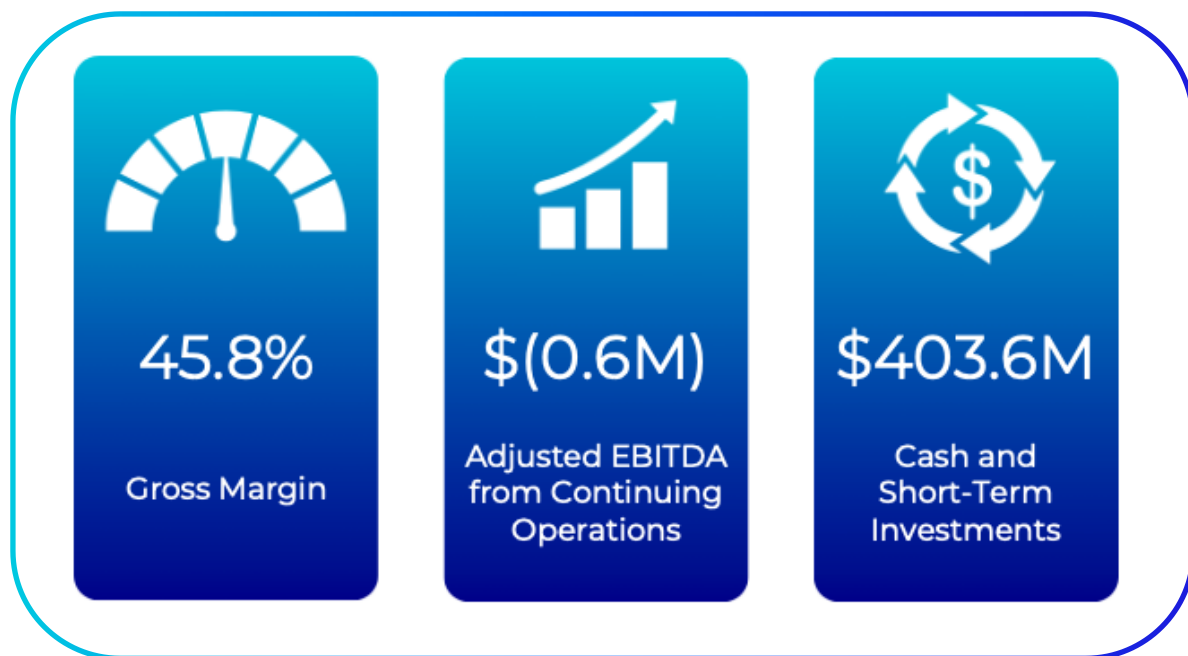 $
45.8%
Gross Margin
$(0.6M)
Adjusted EBITDA
from Continuing
Operations
$403.6M
Cash and
Short-Term
Investments